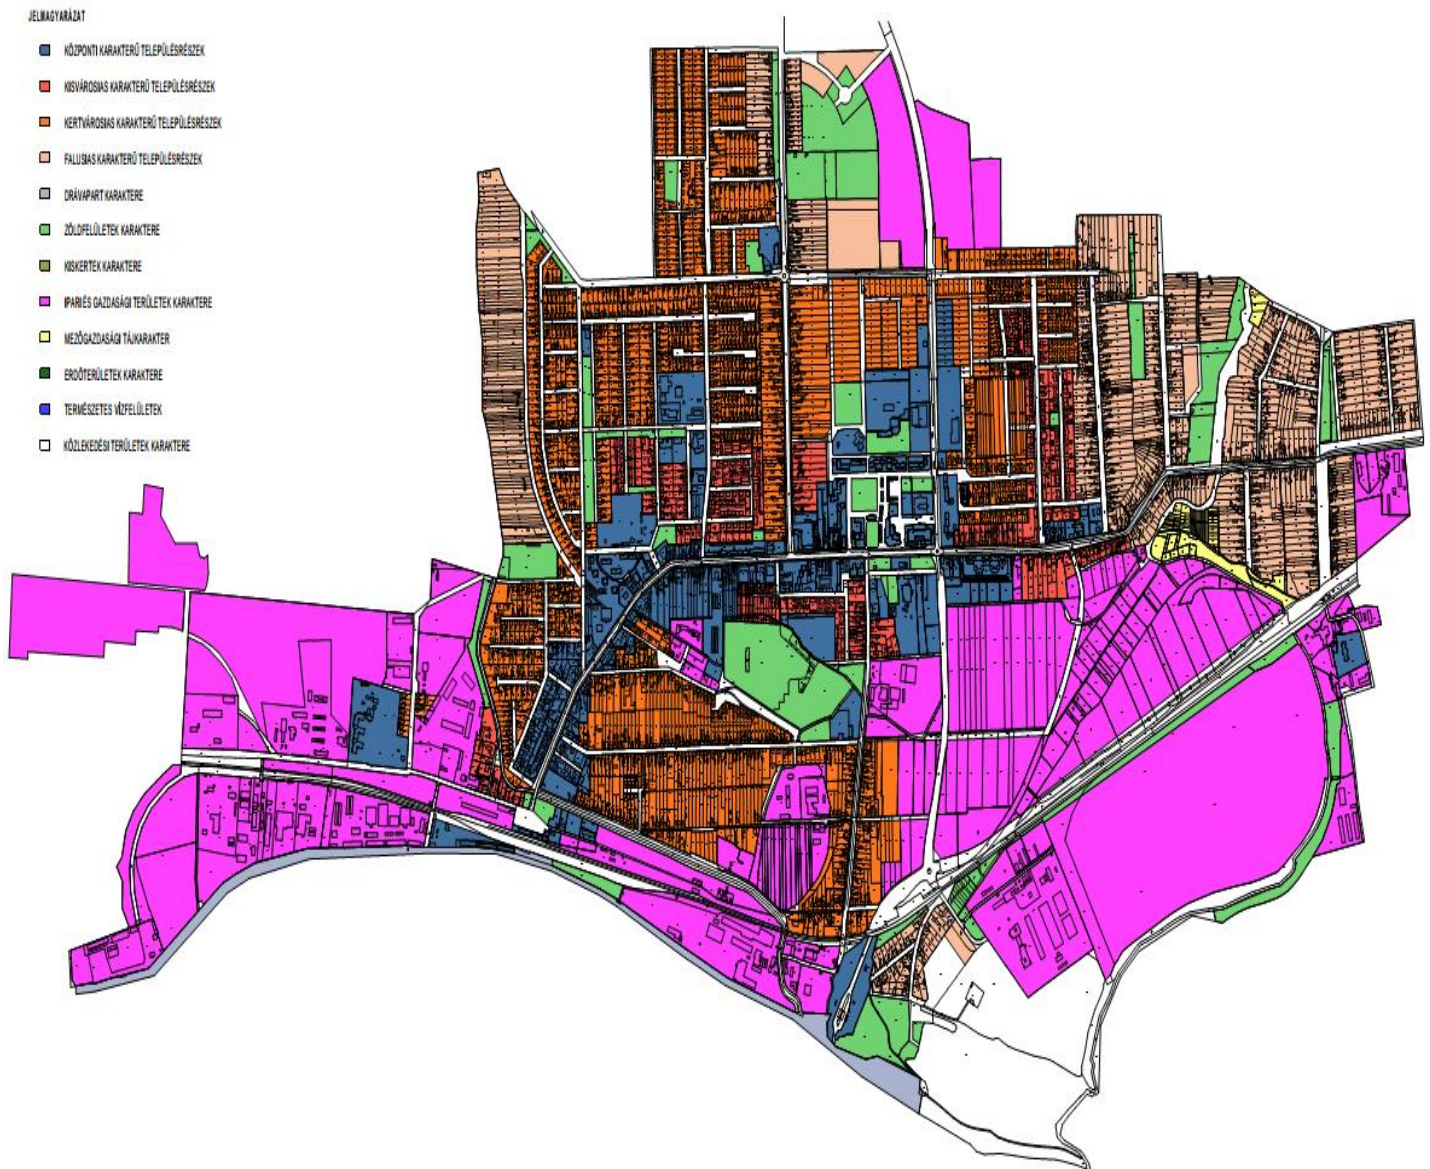 JELMAGYARÁZAT
KÖZPONTI KARAKTERŰ TELEPÜLÉSRÉSZEK
KISVÁROSIAS KARAKTERŰ TELEPÜLÉSRÉSZEK
KERTVÁROSIAS KARAKTERŰ TELEPÜLÉSRÉSZEK
FALUSIAS KARAKTERŰ TELEPÜLÉSRÉSZEK
DRÁVAPART KARAKTERE
ZÖLDFELÜLETEK KARAKTERE
KISKERTEK KARAKTERE
IPARI ÉS GAZDASÁGI TERÜLETEK KARAKTERE
MEZŐGAZDASÁGI TÁJKARAKTER
ERDŐTERÜLETEK KARAKTERE
TERMÉSZETES VÍZFELÜLETEK
KÖZLEKEDÉSI TERÜLETEK KARAKTERE